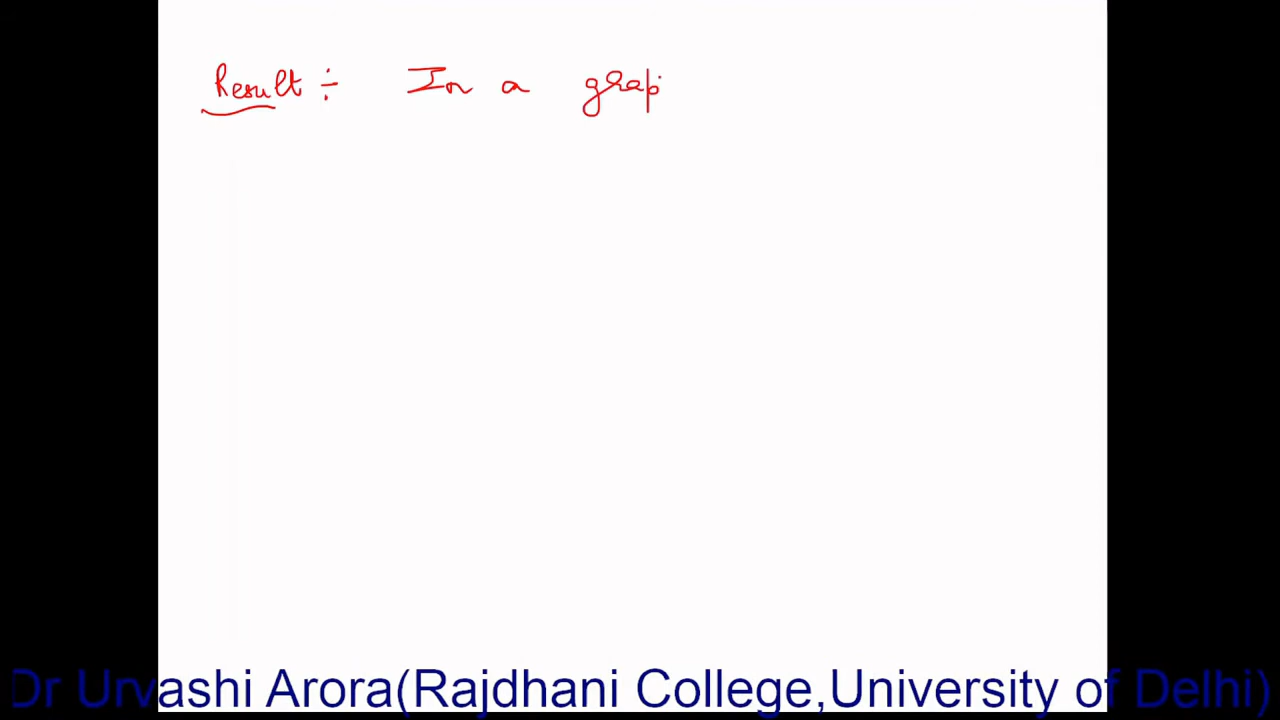 Result ÷ In a grap
Dr Urvashi Arora(Rajdhani College,University of Delhi)